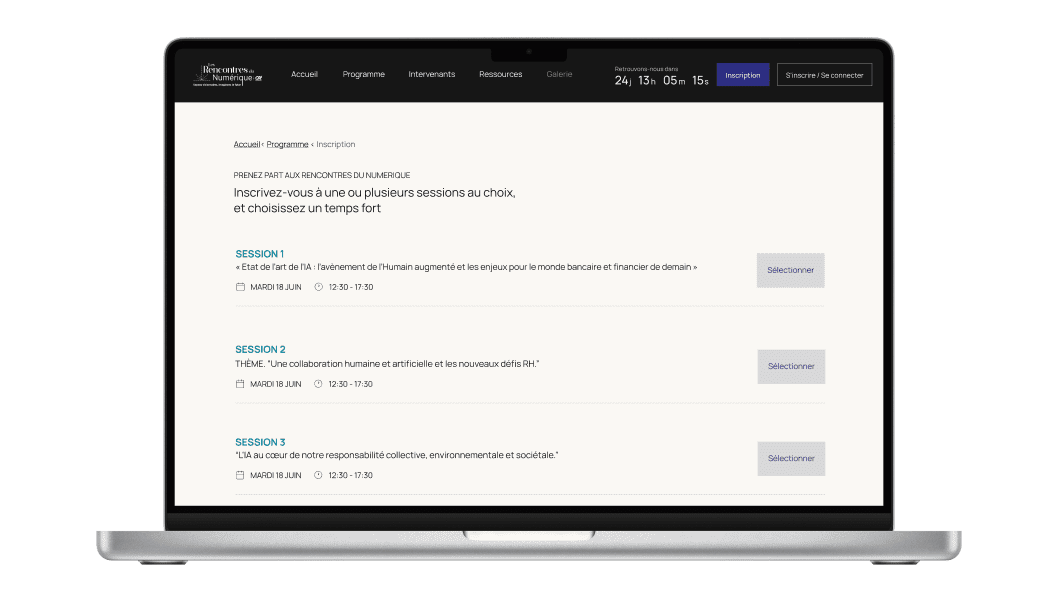 Les
Rencontres du
Numérique
Accueil
Programme
Intervenants
Ressources
Galerie
Retrouvons-nous dans
24j 13h 05m 15s
Inscription
S'inscrire / Se connecter
Accueil‹ Programme ‹ Inscription
PRENEZ PART AUX RENCONTRES DU NUMERIQUE
Inscrivez-vous à une ou plusieurs sessions au choix,
et choisissez un temps fort
SESSION 1
« Etat de l'art de l'IA : l'avènement de l'Humain augmenté et les enjeux pour le monde bancaire et financier de demain »
MARDI 18 JUIN 12:30 - 17:30
Sélectionner
SESSION 2
THÈME. "Une collaboration humaine et artificielle et les nouveaux défis RH."
MARDI 18 JUIN 12:30 - 17:30
Sélectionner
SESSION 3
"L'IA au cœur de notre responsabilité collective, environnementale et sociétale."
MARDI 18 JUIN 12:30 - 17:30
Sélectionner